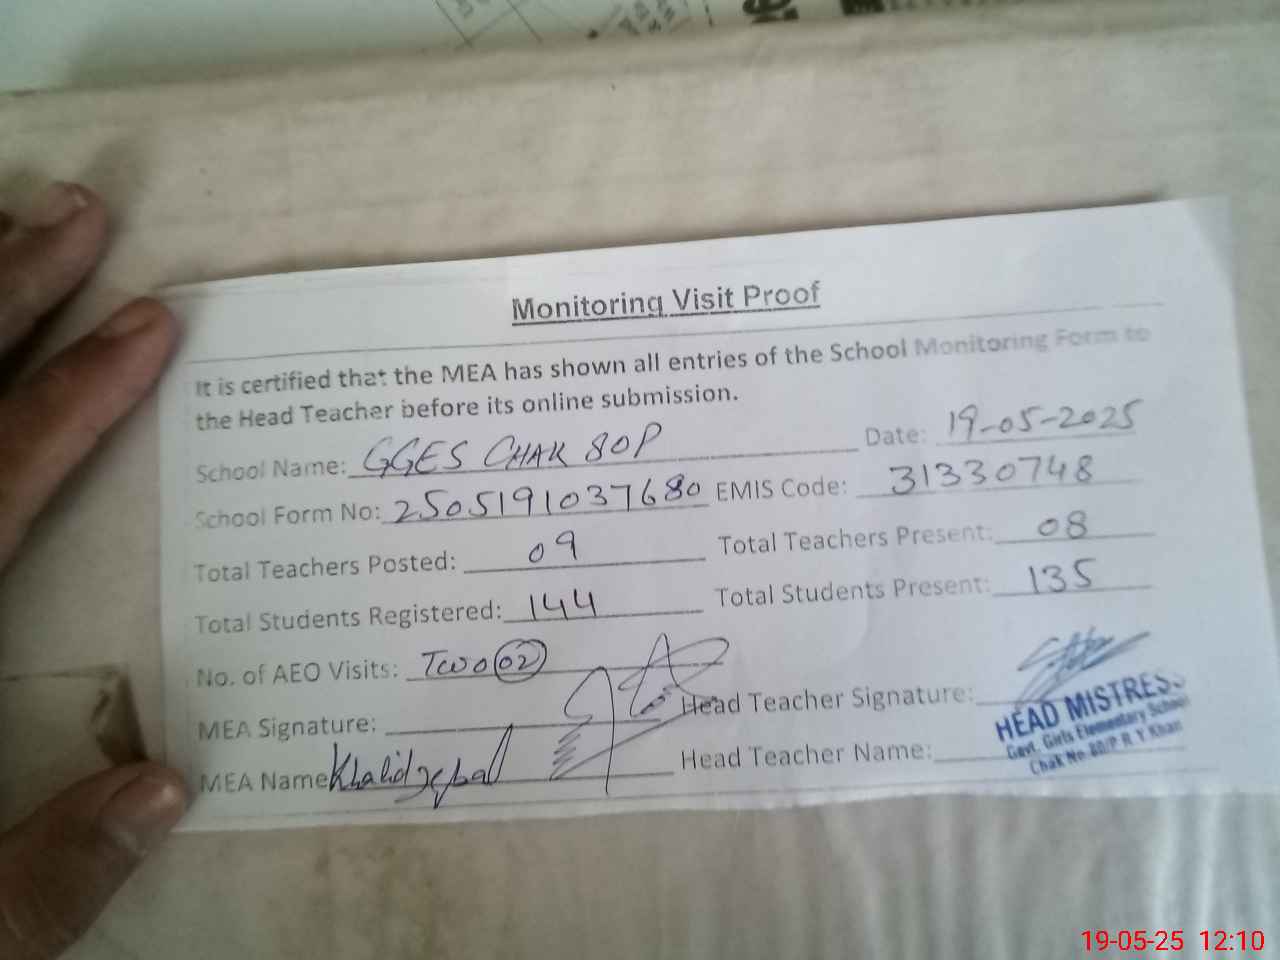 Monitoring Visit Proof
It is certified that the MEA has shown all entries of the School Monitoring Form to
the Head Teacher before its online submission.
School Name: GGES CHAK 80P Date: 19-05-2025
School Form No: 2505191037680 EMIS Code: 31330748
Total Teachers Posted: 09 Total Teachers Present: 08
Total Students Registered: 144 Total Students Present: 135
No. of AEO Visits: Two 02
MEA Signature: Head Teacher Signature:
MEA Name Khalid Iqbal Head Teacher Name:
HEAD MISTRESS
Govt. Girls Elementary School
Chak No. 80/P R Y Khan
19-05-25 12:10